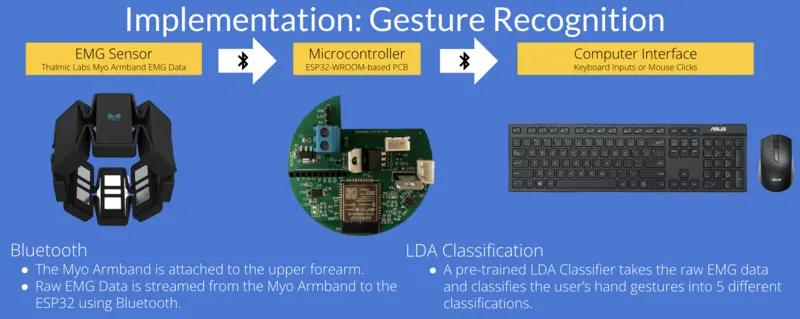 Implementation: Gesture Recognition
EMG Sensor
Thalmic Labs Myo Armband EMG Data
Microcontroller
ESP32-WROOM-based PCB
Computer Interface
Keyboard Inputs or Mouse Clicks
ASUS
Bluetooth
● The Myo Armband is attached to the upper forearm.
● Raw EMG Data is streamed from the Myo Armband to the
ESP32 using Bluetooth.
LDA Classification
● A pre-trained LDA Classifier takes the raw EMG data
and classifies the user's hand gestures into 5 different
classifications.